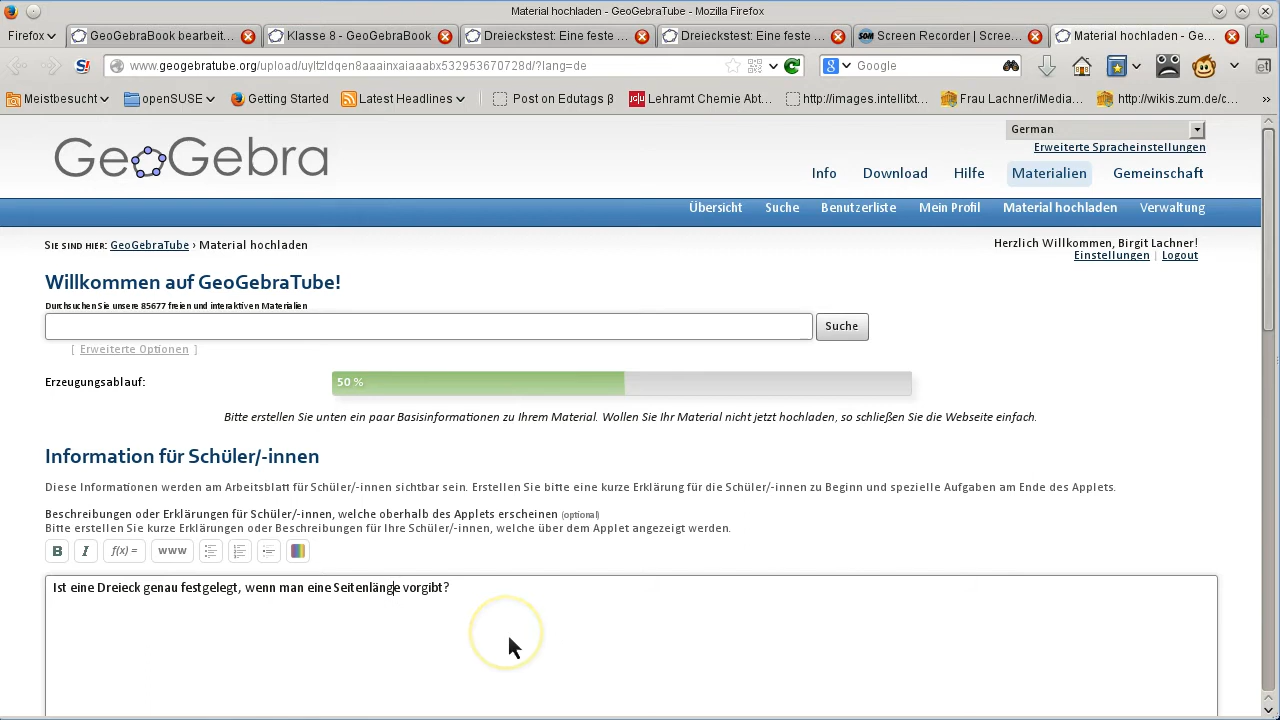 Material hochladen - GeoGebraTube - Mozilla Firefox
Firefox
GeoGebraBook bearbeit...
Klasse 8 - GeoGebraBook
Dreieckstest: Eine feste ...
Dreieckstest: Eine feste ...
Screen Recorder | Scree...
Material hochladen - Ge...
www.geogebratube.org/upload/uyltzldqen8aaainxaiaaabx532953670728d/?lang=de
Google
Meistbesucht
openSUSE
Getting Started
Latest Headlines
Post on Edutags β
Lehramt Chemie Abt...
http://images.intellitxt...
Frau Lachner/iMedia...
http://wikis.zum.de/c...
»
GeoGebra
German
Erweiterte Spracheinstellungen
Info
Download
Hilfe
Materialien
Gemeinschaft
Übersicht
Suche
Benutzerliste
Mein Profil
Material hochladen
Verwaltung
Sie sind hier: GeoGebraTube › Material hochladen
Herzlich Willkommen, Birgit Lachner!
Einstellungen | Logout
Willkommen auf GeoGebraTube!
Durchsuchen Sie unsere 85677 freien und interaktiven Materialien
Suche
[ Erweiterte Optionen ]
Erzeugungsablauf:
50 %
Bitte erstellen Sie unten ein paar Basisinformationen zu Ihrem Material. Wollen Sie Ihr Material nicht jetzt hochladen, so schließen Sie die Webseite einfach.
Information für Schüler/-innen
Diese Informationen werden am Arbeitsblatt für Schüler/-innen sichtbar sein. Erstellen Sie bitte eine kurze Erklärung für die Schüler/-innen zu Beginn und spezielle Aufgaben am Ende des Applets.
Beschreibungen oder Erklärungen für Schüler/-innen, welche oberhalb des Applets erscheinen (optional)
Bitte erstellen Sie kurze Erklärungen oder Beschreibungen für Ihre Schüler/-innen, welche über dem Applet angezeigt werden.
B
I
f(x) =
www
Ist eine Dreieck genau festgelegt, wenn man eine Seitenlänge vorgibt?